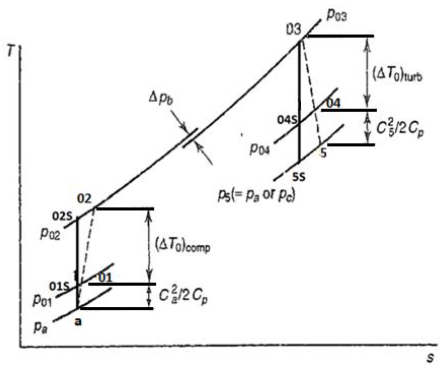 T
03
p03
(ΔT0)turb
Δpb
04S
04
p04
C5²/2Cp
5
5S
p5(= pa or pc)
02
02S
p02
(ΔT0)comp
01S
01
p01
Ca²/2Cp
pa
a
s